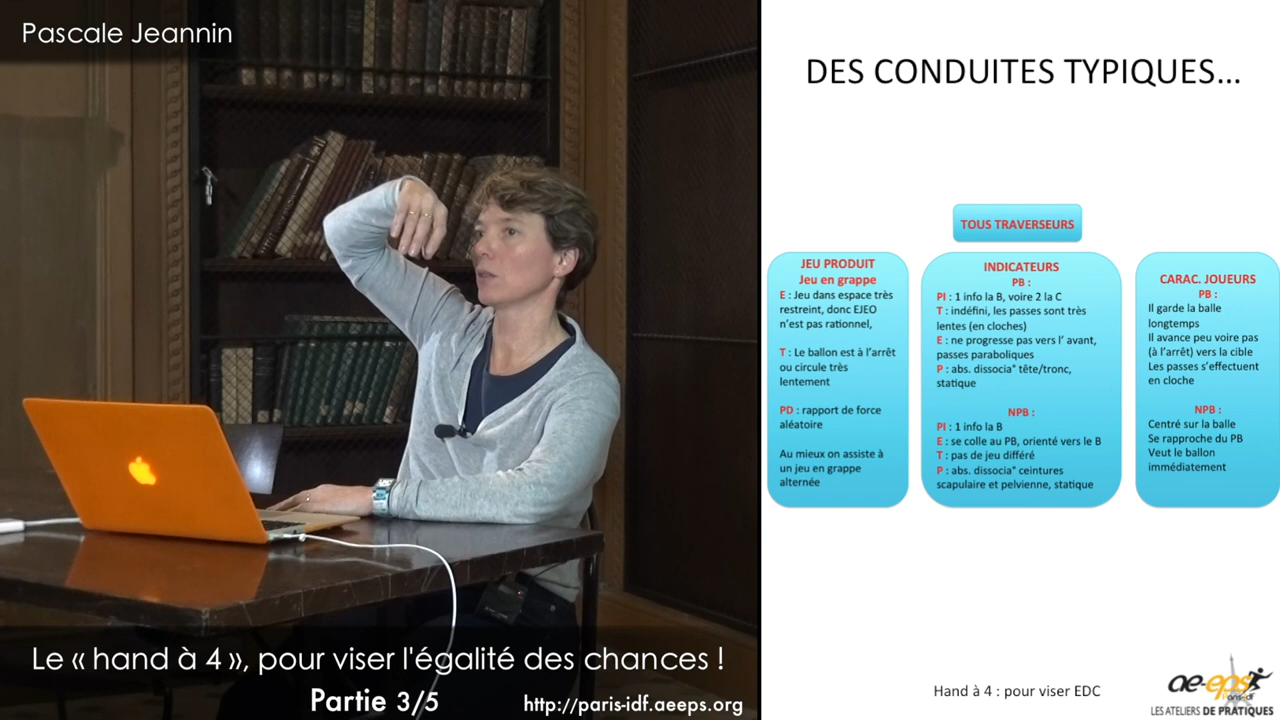 Pascale Jeannin
Le « hand à 4 », pour viser l'égalité des chances !
Partie 3/5
http://paris-idf.aeeps.org
DES CONDUITES TYPIQUES...
TOUS TRAVERSEURS
JEU PRODUIT
Jeu en grappe
E : Jeu dans espace très
restreint, donc EJEO
n'est pas rationnel,
T : Le ballon est à l'arrêt
ou circule très
lentement
PD : rapport de force
aléatoire
Au mieux on assiste à
un jeu en grappe
alternée
INDICATEURS
PB :
PI : 1 info la B, voire 2 la C
T : indéfini, les passes sont très
lentes (en cloches)
E : ne progresse pas vers l' avant,
passes paraboliques
P : abs. dissocia° tête/tronc,
statique
NPB :
PI : 1 info la B
E : se colle au PB, orienté vers le B
T : pas de jeu différé
P : abs. dissocia° ceintures
scapulaire et pelvienne, statique
CARAC. JOUEURS
PB :
Il garde la balle
longtemps
Il avance peu voire pas
(à l'arrêt) vers la cible
Les passes s'effectuent
en cloche
NPB :
Centré sur la balle
Se rapproche du PB
Veut le ballon
immédiatement
Hand à 4 : pour viser EDC
ae-eps
Paris-idf
LES ATELIERS DE PRATIQUES